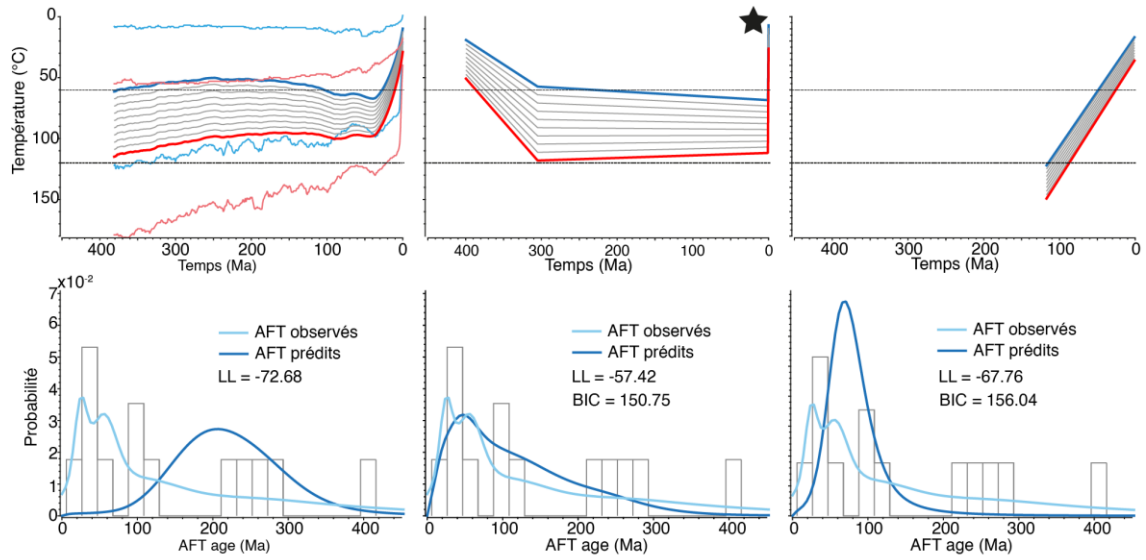 0
50
100
150
Température (°C)
400 300 200 100 0
Temps (Ma)
400 300 200 100 0
Temps (Ma)
400 300 200 100 0
Temps (Ma)
x10-2
7
6
5
4
3
2
1
0
Probabilité
AFT observés
AFT prédits
LL = -72.68
0 100 200 300 400
AFT age (Ma)
AFT observés
AFT prédits
LL = -57.42
BIC = 150.75
0 100 200 300 400
AFT age (Ma)
AFT observés
AFT prédits
LL = -67.76
BIC = 156.04
0 100 200 300 400
AFT age (Ma)